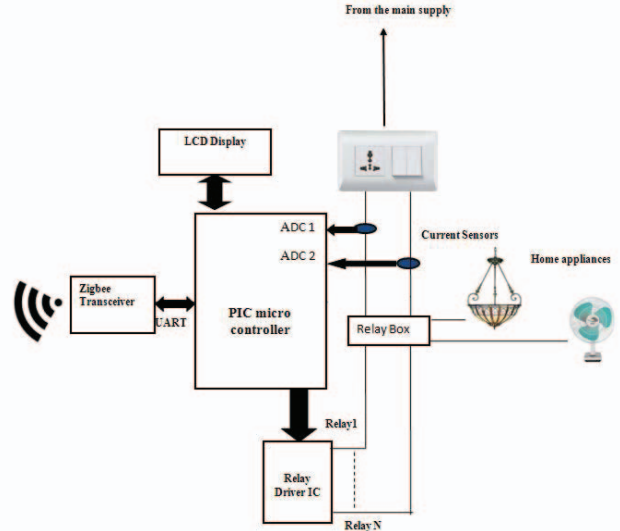 From the main supply
LCD Display
ADC 1
ADC 2
Current Sensors
Home appliances
Zigbee
Transceiver
UART
PIC micro
controller
Relay Box
Relay1
Relay
Driver IC
Relay N